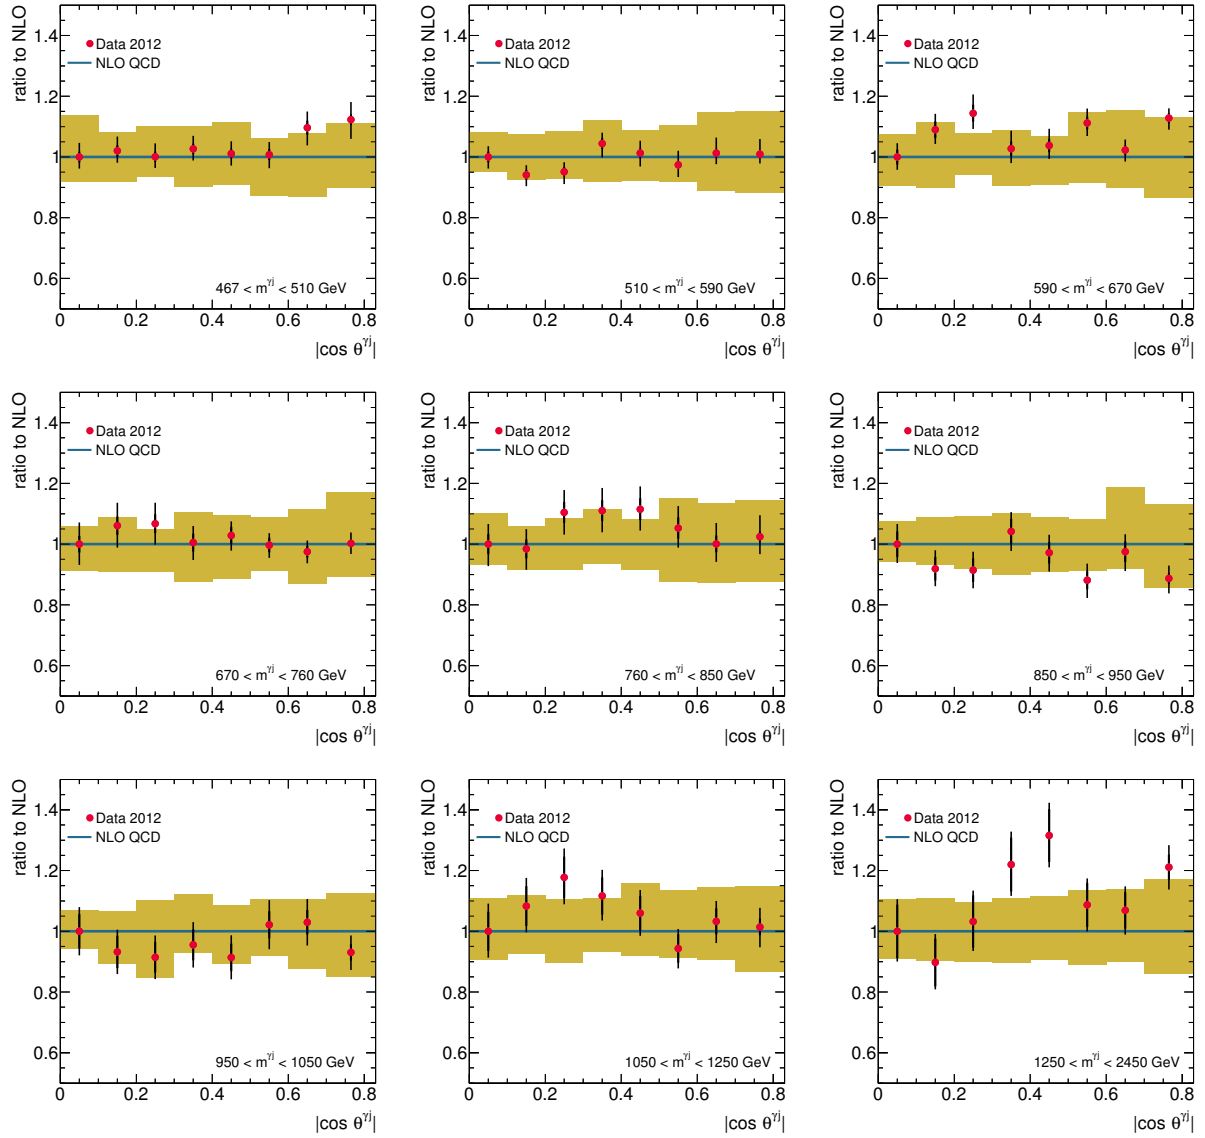 ratio to NLO
1.4
1.2
1
0.8
0.6
Data 2012
NLO QCD
467 < m^γj < 510 GeV
0 0.2 0.4 0.6 0.8
|cos θ^γj|
ratio to NLO
1.4
1.2
1
0.8
0.6
Data 2012
NLO QCD
510 < m^γj < 590 GeV
0 0.2 0.4 0.6 0.8
|cos θ^γj|
ratio to NLO
1.4
1.2
1
0.8
0.6
Data 2012
NLO QCD
590 < m^γj < 670 GeV
0 0.2 0.4 0.6 0.8
|cos θ^γj|
ratio to NLO
1.4
1.2
1
0.8
0.6
Data 2012
NLO QCD
670 < m^γj < 760 GeV
0 0.2 0.4 0.6 0.8
|cos θ^γj|
ratio to NLO
1.4
1.2
1
0.8
0.6
Data 2012
NLO QCD
760 < m^γj < 850 GeV
0 0.2 0.4 0.6 0.8
|cos θ^γj|
ratio to NLO
1.4
1.2
1
0.8
0.6
Data 2012
NLO QCD
850 < m^γj < 950 GeV
0 0.2 0.4 0.6 0.8
|cos θ^γj|
ratio to NLO
1.4
1.2
1
0.8
0.6
Data 2012
NLO QCD
950 < m^γj < 1050 GeV
0 0.2 0.4 0.6 0.8
|cos θ^γj|
ratio to NLO
1.4
1.2
1
0.8
0.6
Data 2012
NLO QCD
1050 < m^γj < 1250 GeV
0 0.2 0.4 0.6 0.8
|cos θ^γj|
ratio to NLO
1.4
1.2
1
0.8
0.6
Data 2012
NLO QCD
1250 < m^γj < 2450 GeV
0 0.2 0.4 0.6 0.8
|cos θ^γj|